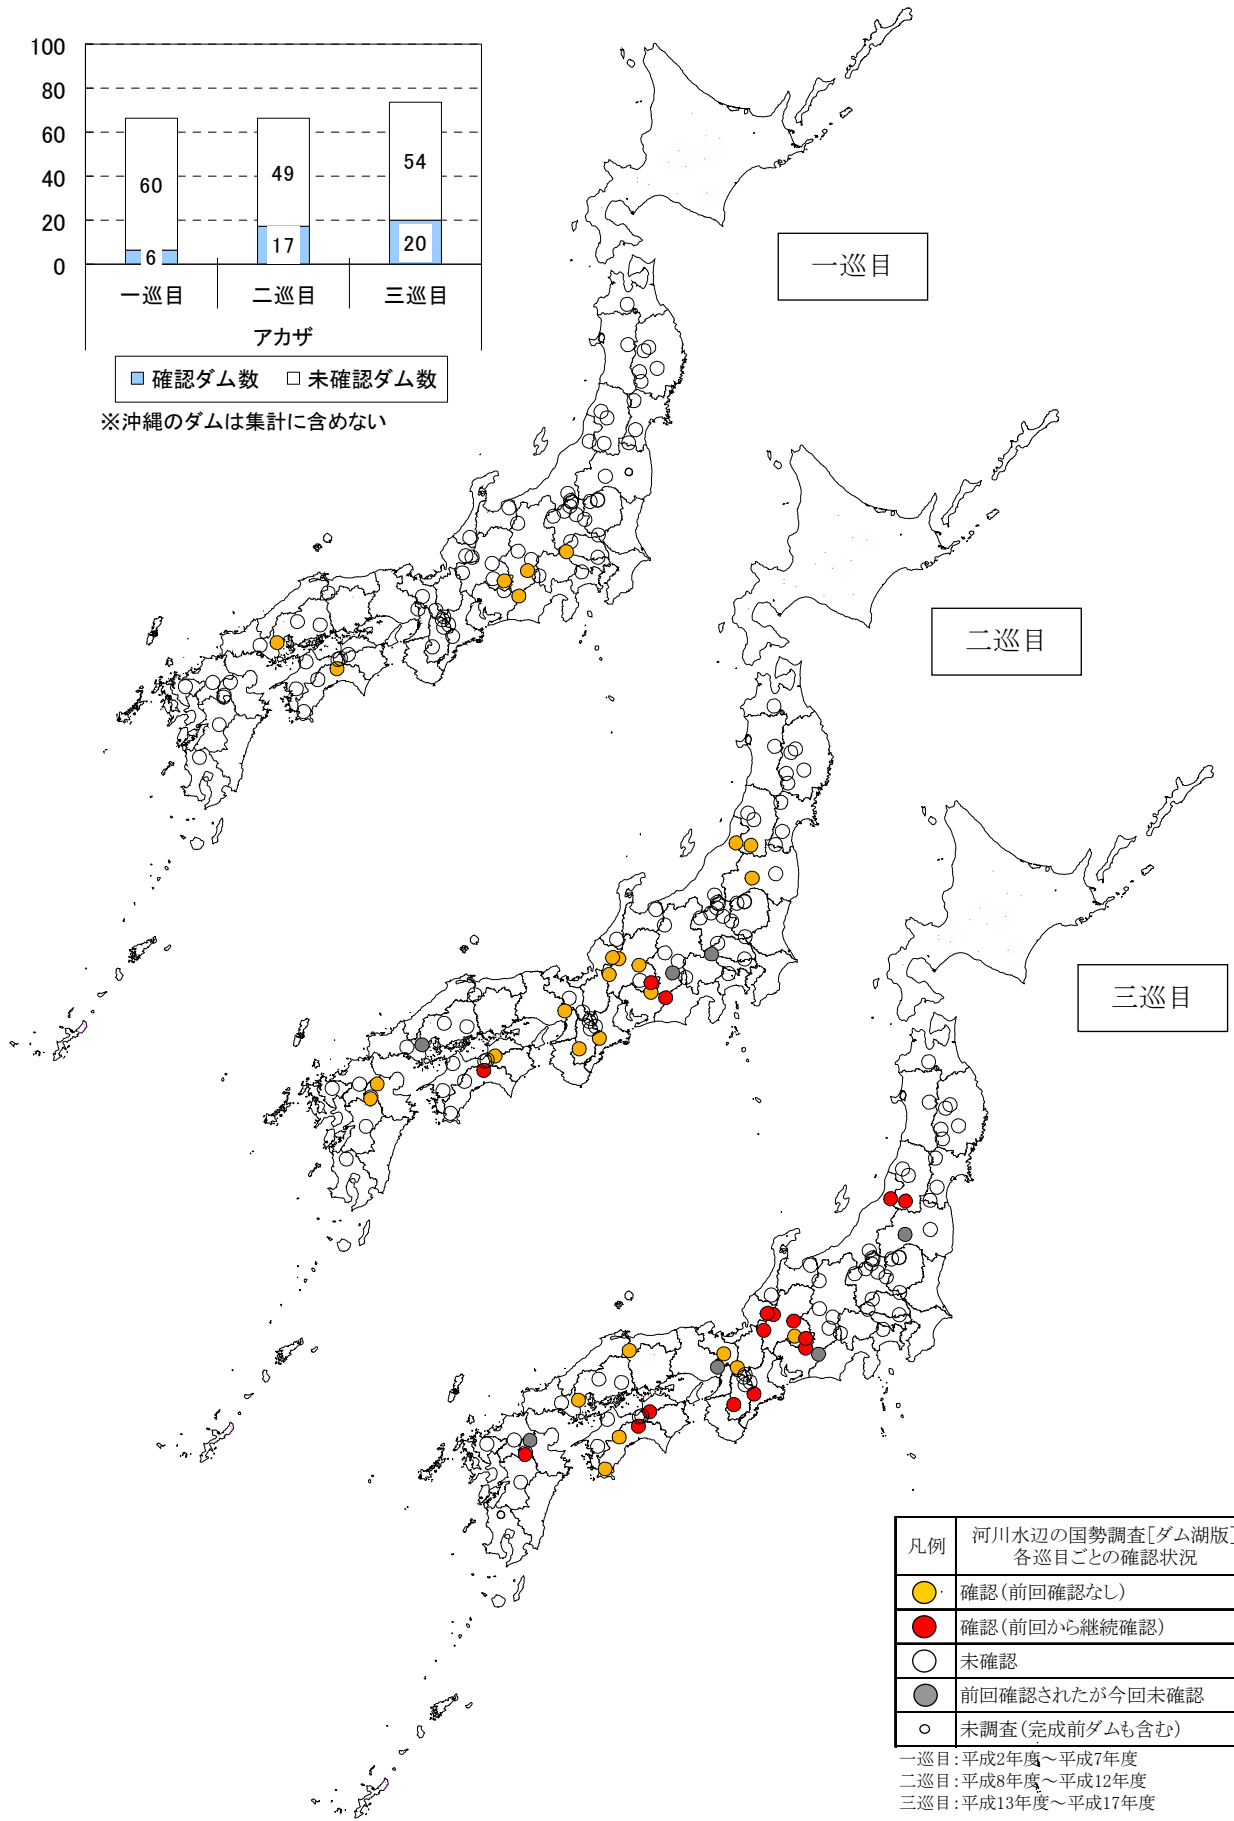 100
80
60
40
20
0
60
49
54
6
17
20
一巡目
二巡目
三巡目
アカザ
確認ダム数
未確認ダム数
※沖縄のダムは集計に含めない
一巡目
二巡目
三巡目
凡例
河川水辺の国勢調査[ダム湖版]
各巡目ごとの確認状況
確認(前回確認なし)
確認(前回から継続確認)
未確認
前回確認されたが今回未確認
未調査(完成前ダムも含む)
一巡目:平成2年度～平成7年度
二巡目:平成8年度～平成12年度
三巡目:平成13年度～平成17年度